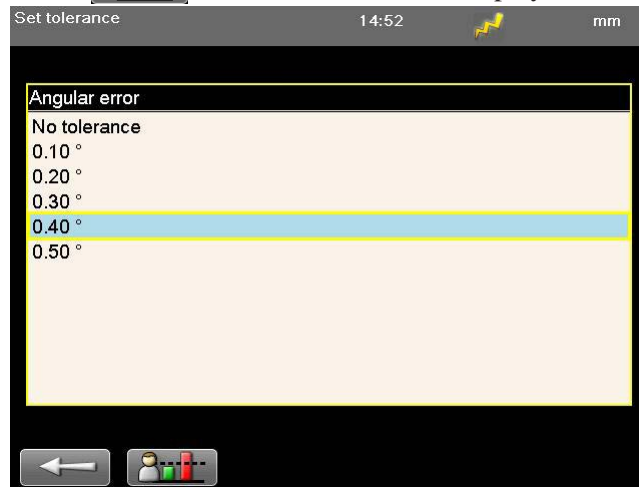 Set tolerance 14:52 mm
Angular error
No tolerance
0.10 °
0.20 °
0.30 °
0.40 °
0.50 °